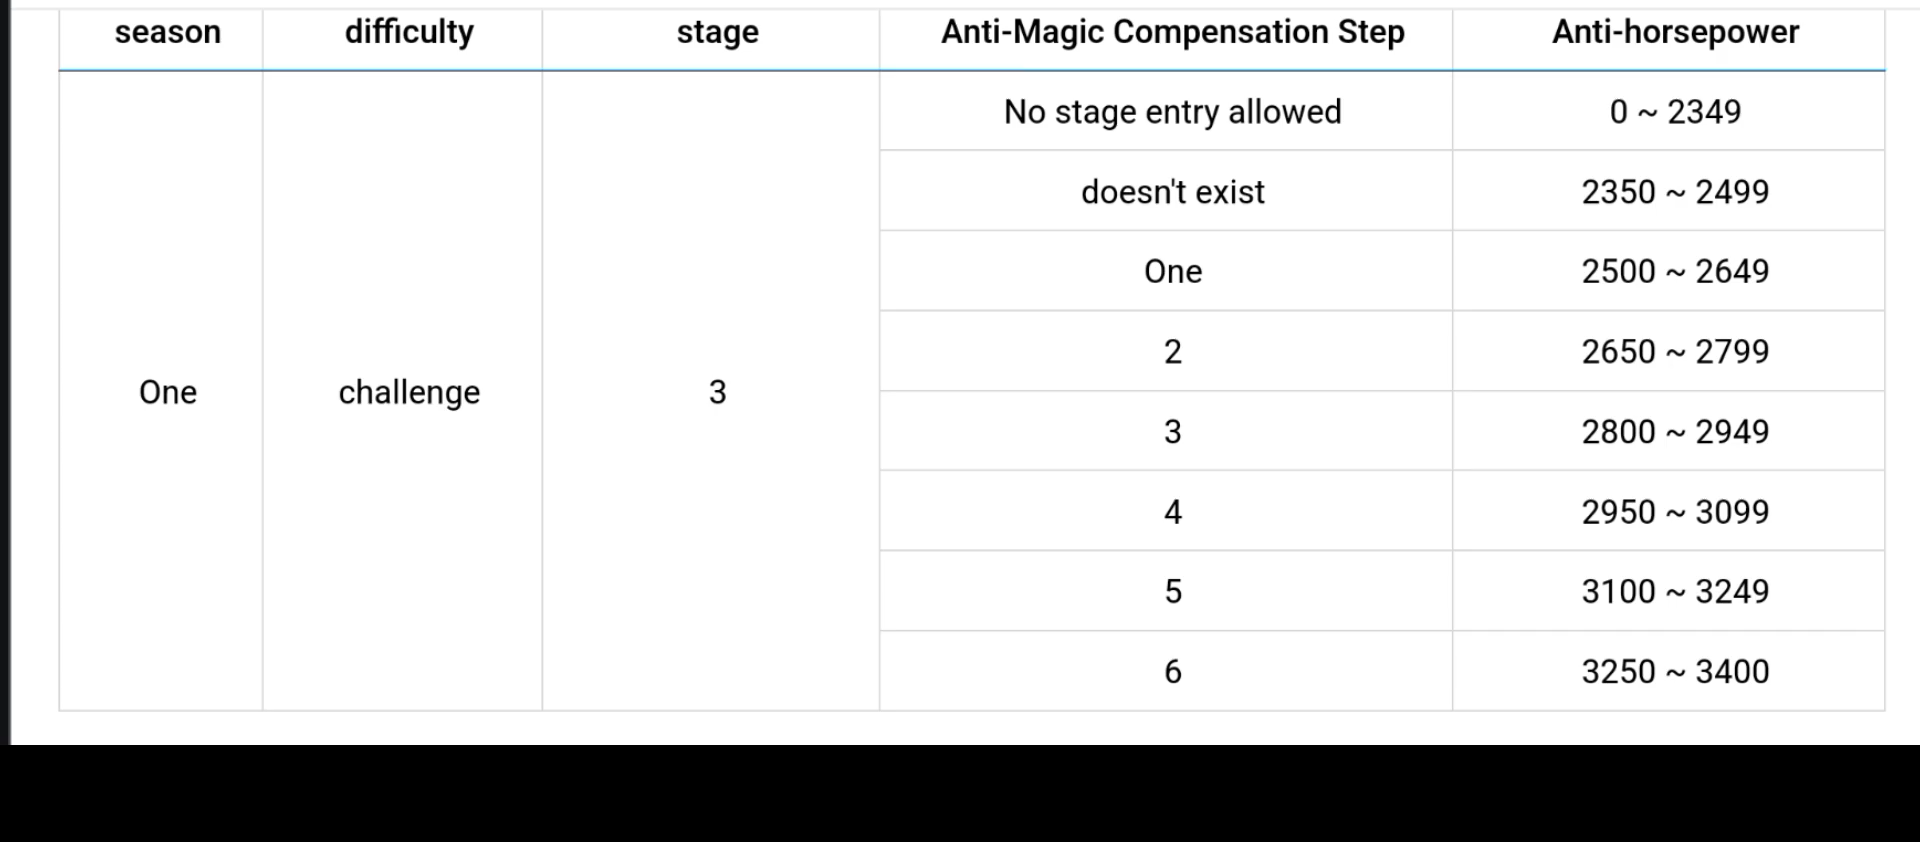 season difficulty stage Anti-Magic Compensation Step Anti-horsepower
No stage entry allowed 0 ~ 2349
doesn't exist 2350 ~ 2499
One 2500 ~ 2649
2 2650 ~ 2799
One challenge 3
3 2800 ~ 2949
4 2950 ~ 3099
5 3100 ~ 3249
6 3250 ~ 3400